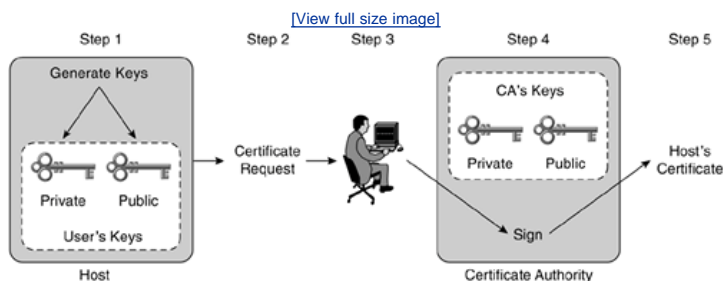 [View full size image]
Step 1
Step 2
Step 3
Step 4
Step 5
Generate Keys
Private
Public
User's Keys
Host
Certificate
Request
CA's Keys
Private
Public
Sign
Certificate Authority
Host's
Certificate